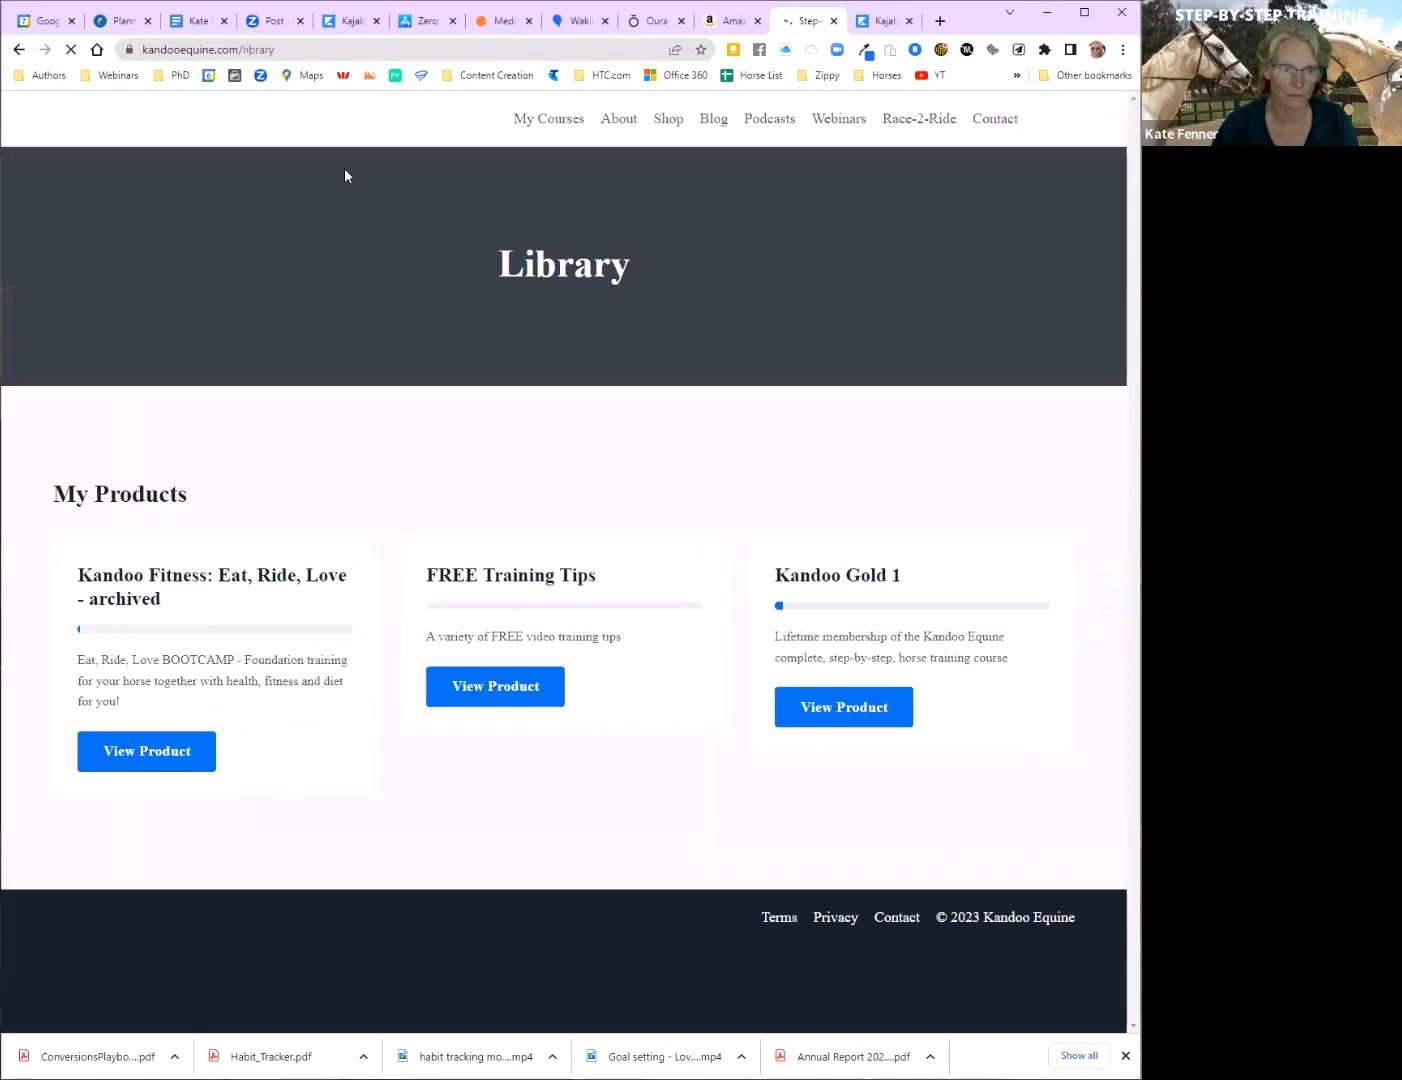 Goog
Plann
Kate
Post -
Kajab
Zero:
Medi
Waki
Oura
Amaz
Step-
Kajab
kandooequine.com/library
Authors
Webinars
PhD
Maps
Content Creation
HTC.com
Office 365
Horse List
Zippy
Horses
YT
Other bookmarks
STEP-BY-STEP TRAINING
Kate Fenner
My Courses
About
Shop
Blog
Podcasts
Webinars
Race-2-Ride
Contact
Library
My Products
Kandoo Fitness: Eat, Ride, Love
- archived
Eat, Ride, Love BOOTCAMP - Foundation training
for your horse together with health, fitness and diet
for you!
View Product
FREE Training Tips
A variety of FREE video training tips
View Product
Kandoo Gold 1
Lifetime membership of the Kandoo Equine
complete, step-by-step, horse training course
View Product
Terms
Privacy
Contact
© 2023 Kandoo Equine
ConversionsPlaybo....pdf
Habit_Tracker.pdf
habit tracking mo....mp4
Goal setting - Lov....mp4
Annual Report 202....pdf
Show all